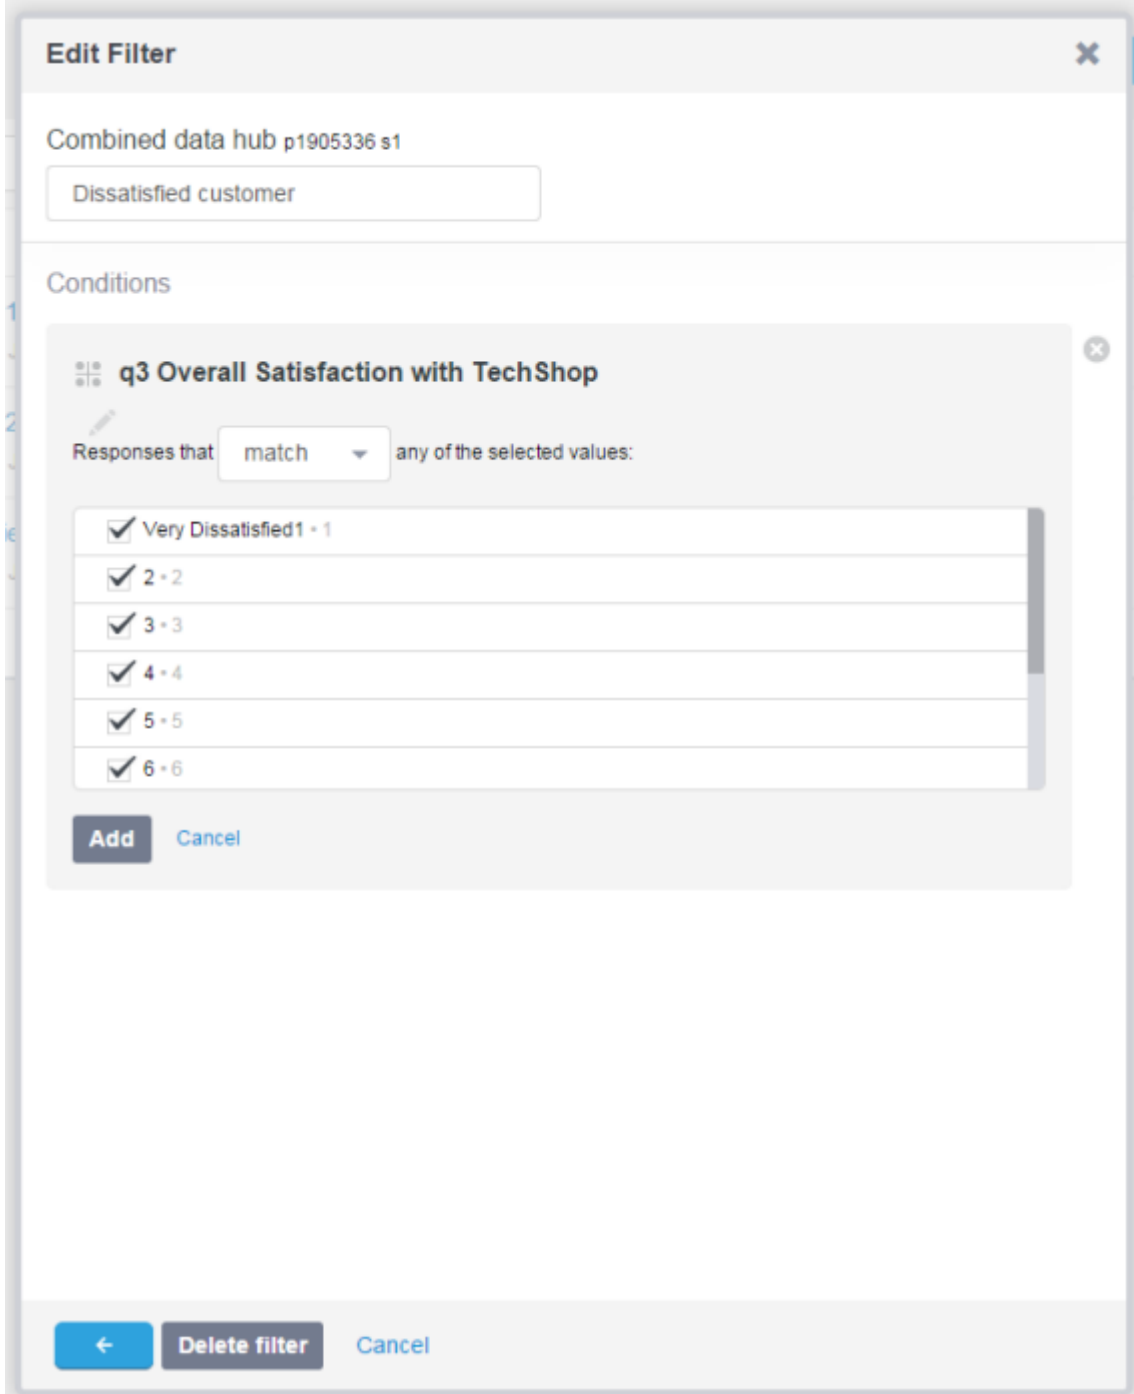 Edit Filter
Combined data hub p1905336 s1
Dissatisfied customer
Conditions
1
q3 Overall Satisfaction with TechShop
2
Responses that match any of the selected values:
Very Dissatisfied1 • 1
2 • 2
3 • 3
4 • 4
5 • 5
6 • 6
Add Cancel
Delete filter Cancel